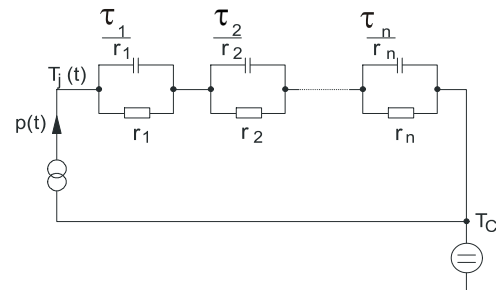 τ1 τ2 τn
r1 r2 rn
Tj (t)
p(t)
r1 r2 rn
TC